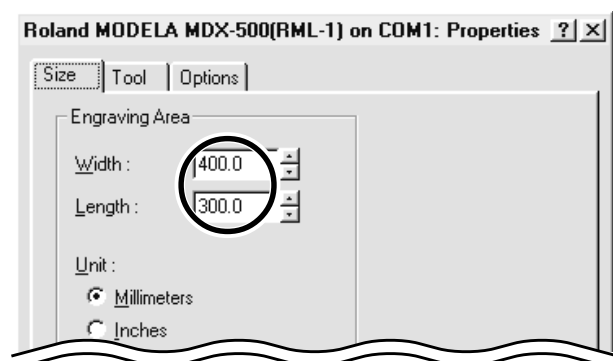 Roland MODELA MDX-500(RML-1) on COM1: Properties ? ×
Size Tool Options
Engraving Area
Width : 400.0
Length : 300.0
Unit :
Millimeters
Inches